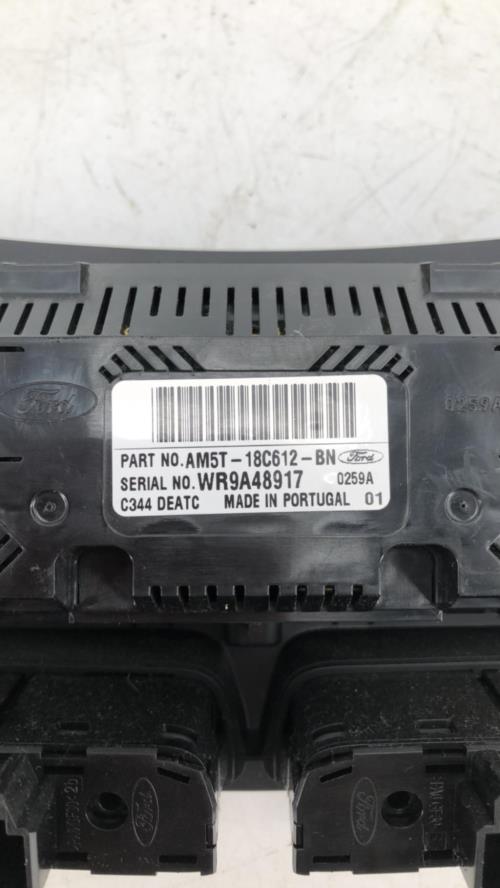 Ford
0259A
PART NO. AM5T-18C612-BN Ford
SERIAL NO. WR9A48917 0259A
C344 DEATC MADE IN PORTUGAL 01
Ford
Ford